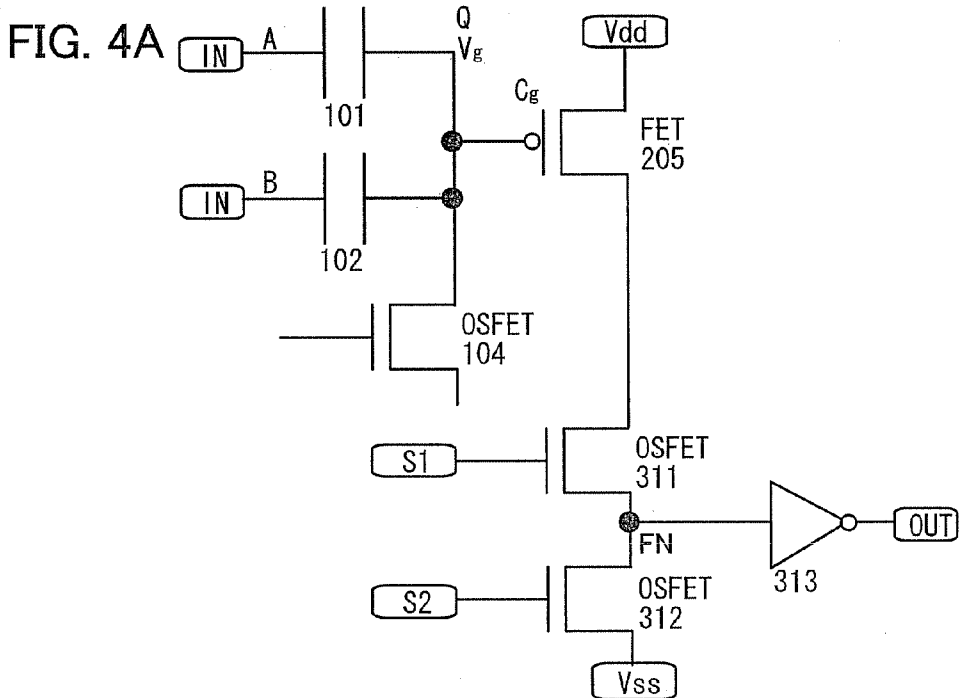 FIG. 4A
IN
A
Q
Vg
Vdd
101
Cg
FET
205
IN
B
102
OSFET
104
S1
OSFET
311
FN
OUT
313
S2
OSFET
312
Vss